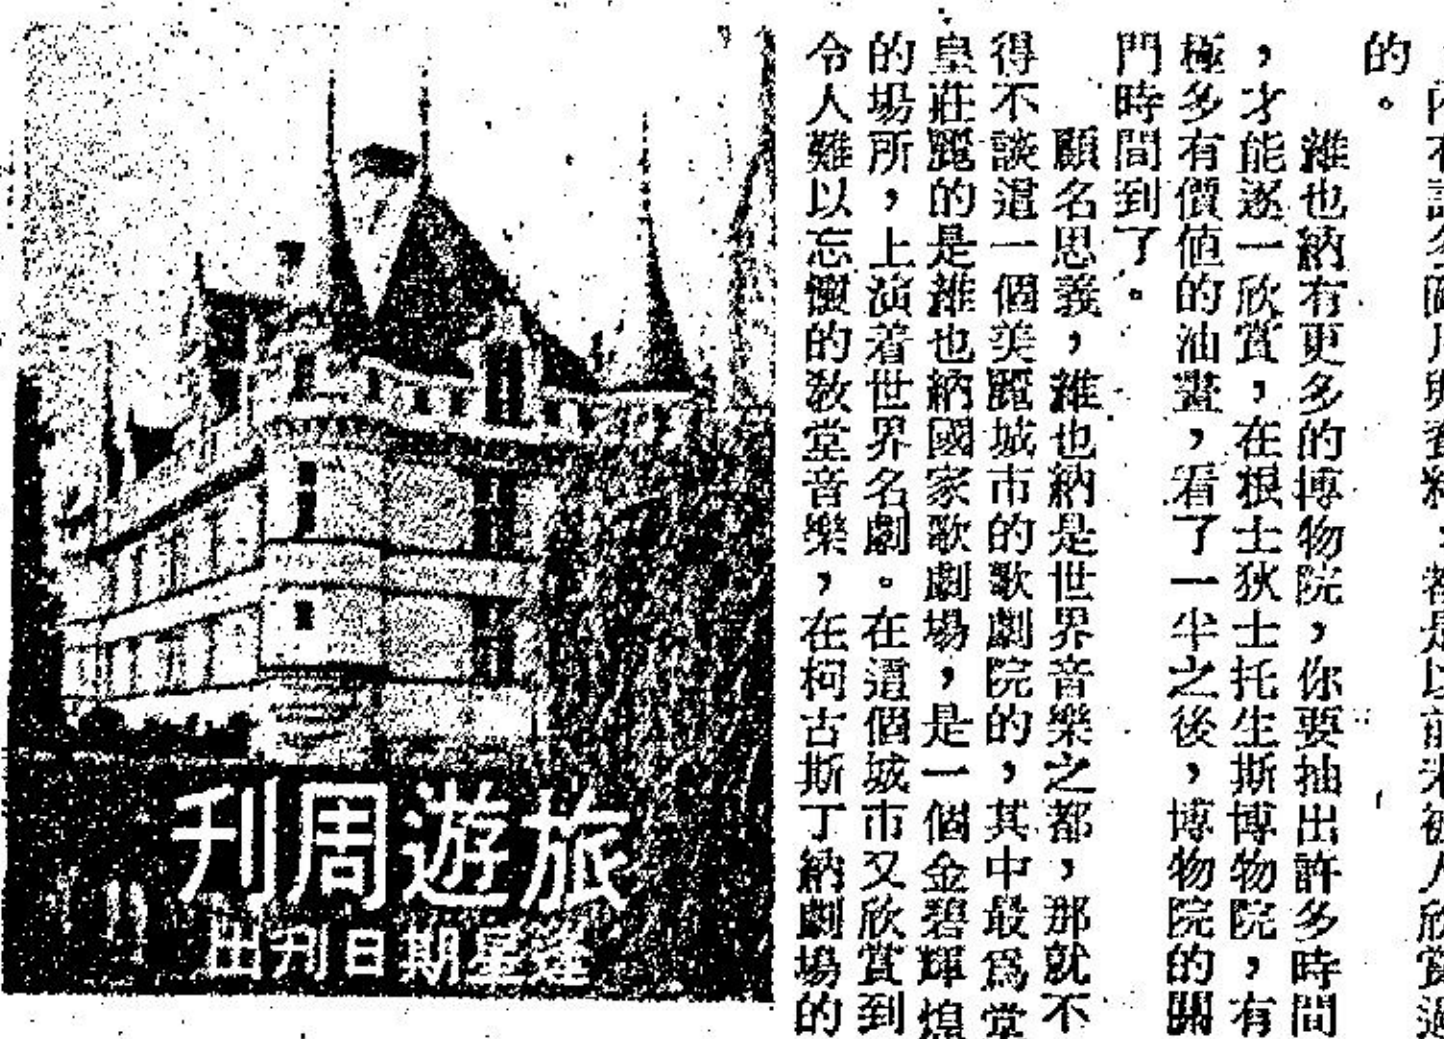 的。
維也納有更多的博物院，你要抽出許多時間
，才能逐一欣賞，在根士狄士托生斯博物院，有
極多有價值的油畫，看了一半之後，博物院的關
門時間到了。
顧名思義，維也納是世界音樂之都，那就不
得不談這一個美麗城市的歌劇院的，其中最爲堂
皇莊麗的是維也納國家歌劇場，是一個金碧輝煌
的場所，上演着世界名劇。在這個城市又欣賞到
令人難以忘懷的敎堂音樂，在柯古斯丁納劇場的
旅遊周刊
逢星期日刋出